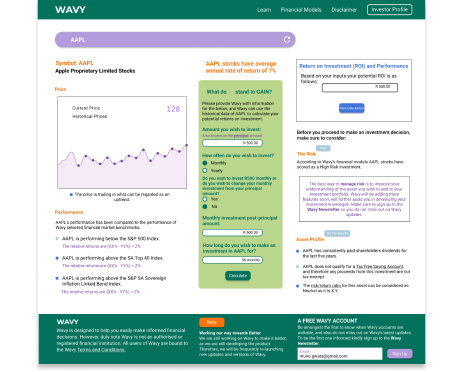 WAVY
Learn
Financial Models
Disclaimer
Investor Profile
AAPL
Symbol: AAPL
Apple Proprietary Limited Stocks
Price
Current Price
128
Historical Prices
The price is trading in what can be regarded as an
uptrend.
Performance
AAPL's performance has been compared to the performance of
Wavy selected financial market benchmarks.
AAPL is performing below the S&P 500 Index.
The relative returns are (XX% - YY%) = Z%
AAPL is performing above the SA Top 40 Index.
The relative returns are (XX% - YY%) = Z%
AAPL is performing above the S&P SA Sovereign
Inflation Linked Bond Index.
The relative returns are (XX% - YY%) = Z%
AAPL stocks have average
annual rate of return of 7%
What do stand to GAIN?
Please provide Wavy with information
for the below, and Wavy can use the
historical data of AAPL to calculate your
potential returns on investment.
Amount you wish to invest:
Also known as the principal amount
R 500.00
How often do you wish to invest?
Monthly
Yearly
Do you wish to invest R500 monthly or
do you wish to change your monthly
investment from your principal
amount?
Yes
No
Monthly investment post principal
amount.
R 500.00
How long do you wish to make an
investment in AAPL for?
36 months
Calculate
Return on Investment (ROI) and Performance
Based on your inputs your potential ROI is as
follows:
R 580.00
New Calculation
Before you proceed to make an investment decision,
make sure to consider:
The Risk
According to Wavy's financial module AAPL stocks have
scored as a High Risk Investment.
The best way to manage risk is to improve your
understanding of the asset you wish to add to your
investment portfolio. Wavy will be adding more
features soon, will further assist you in developing your
investment knowledge. Make sure to sign up to the
Wavy Newsletter so you do not miss out on Wavy
updates.
Asset Profile
AAPL has consistently paid shareholders dividends for
the last five years.
AAPL does not qualify for a Tax Free Saving Account
and therefore any proceeds from this investment are not
tax exempt.
The risk/return ratio for this asset can be considered as
Neutral as it is X:Y.
WAVY
Wavy is designed to help you easily make informed financial
decisions. However, duly note Wavy is not an authorised or
registered financial institution. All users of Wavy are bound to
the Wavy Terms and Conditions.
Beta
Working our way towards Better
We are still working on Wavy to make it better,
as we are still developing the product.
Therefore, we will be frequently launching
new updates and versions of Wavy.
A FREE WAVY ACCOUNT
Be amongst the first to know when Wavy accounts are
available, and also do not miss out on Wavy's latest updates.
To be the first one informed kindly sign up to the Wavy
Newsletter.
Email
muno.gwata@gmail.com
Sign Up